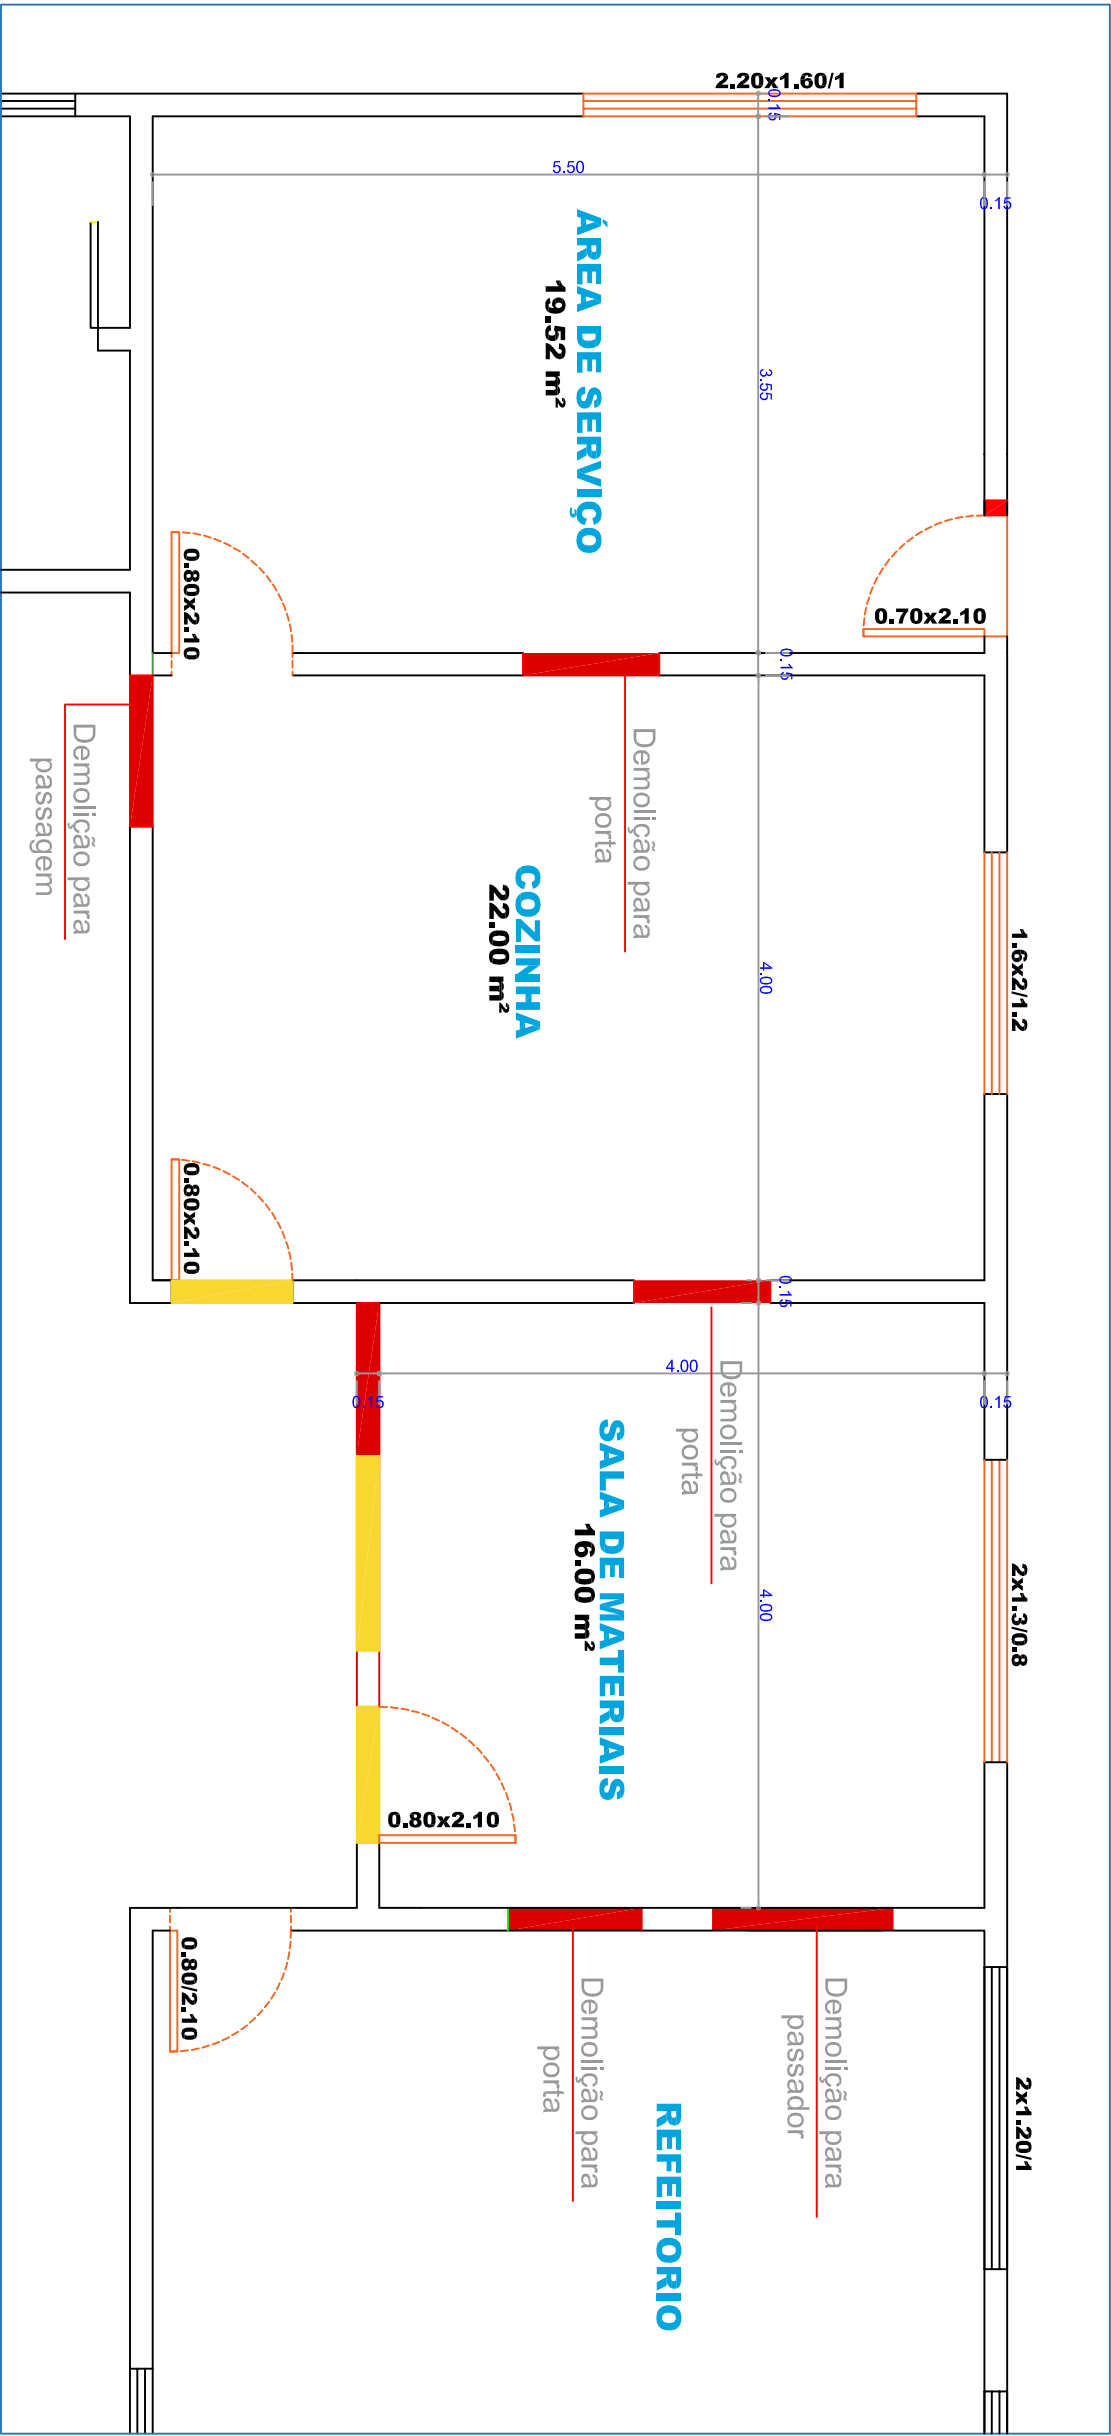 2.20x1.60/1
0.15
5.50
0.15
ÁREA DE SERVIÇO
19.52 m²
3.55
0.80x2.10
0.70x2.10
0.15
Demolição para
passagem
Demolição para
porta
COZINHA
22.00 m²
4.00
1.6x2/1.2
0.80x2.10
0.15
4.00
0.15
0.15
Demolição para
porta
SALA DE MATERIAIS
16.00 m²
4.00
2x1.3/0.8
0.80x2.10
0.80/2.10
Demolição para
porta
Demolição para
passador
REFEITORIO
2x1.20/1